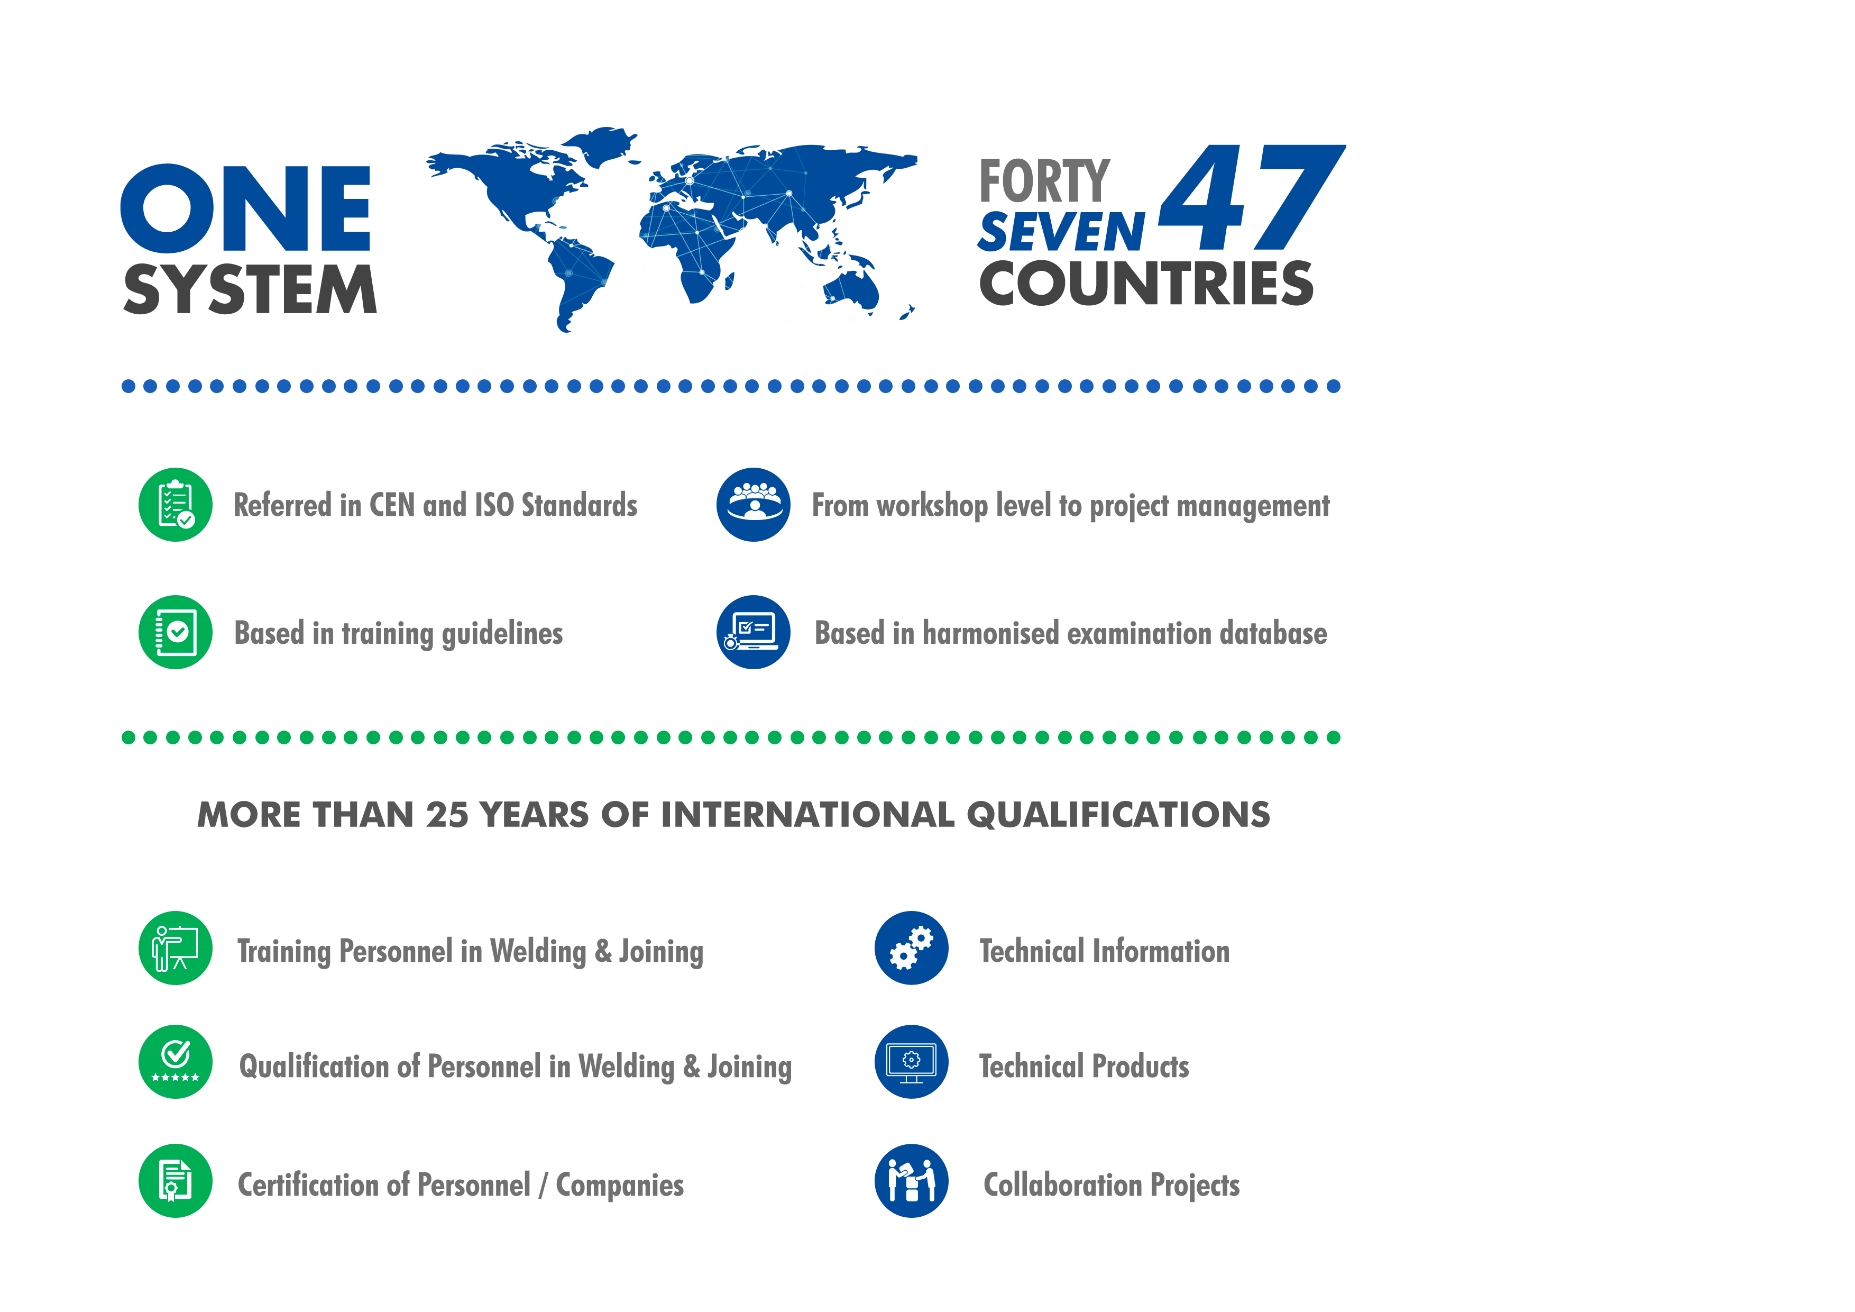 ONE
SYSTEM
FORTY
SEVEN 47
COUNTRIES
Referred in CEN and ISO Standards
From workshop level to project management
Based in training guidelines
Based in harmonised examination database
MORE THAN 25 YEARS OF INTERNATIONAL QUALIFICATIONS
Training Personnel in Welding & Joining
Technical Information
Qualification of Personnel in Welding & Joining
Technical Products
Certification of Personnel / Companies
Collaboration Projects